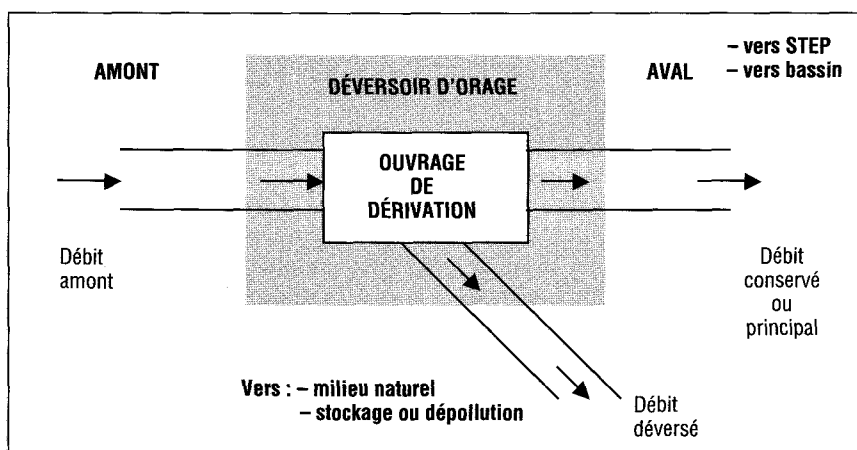 AMONT
DÉVERSOIR D'ORAGE
AVAL
– vers STEP
– vers bassin
OUVRAGE
DE
DÉRIVATION
Débit
amont
Débit
conservé
ou
principal
Vers : – milieu naturel
– stockage ou dépollution
Débit
déversé